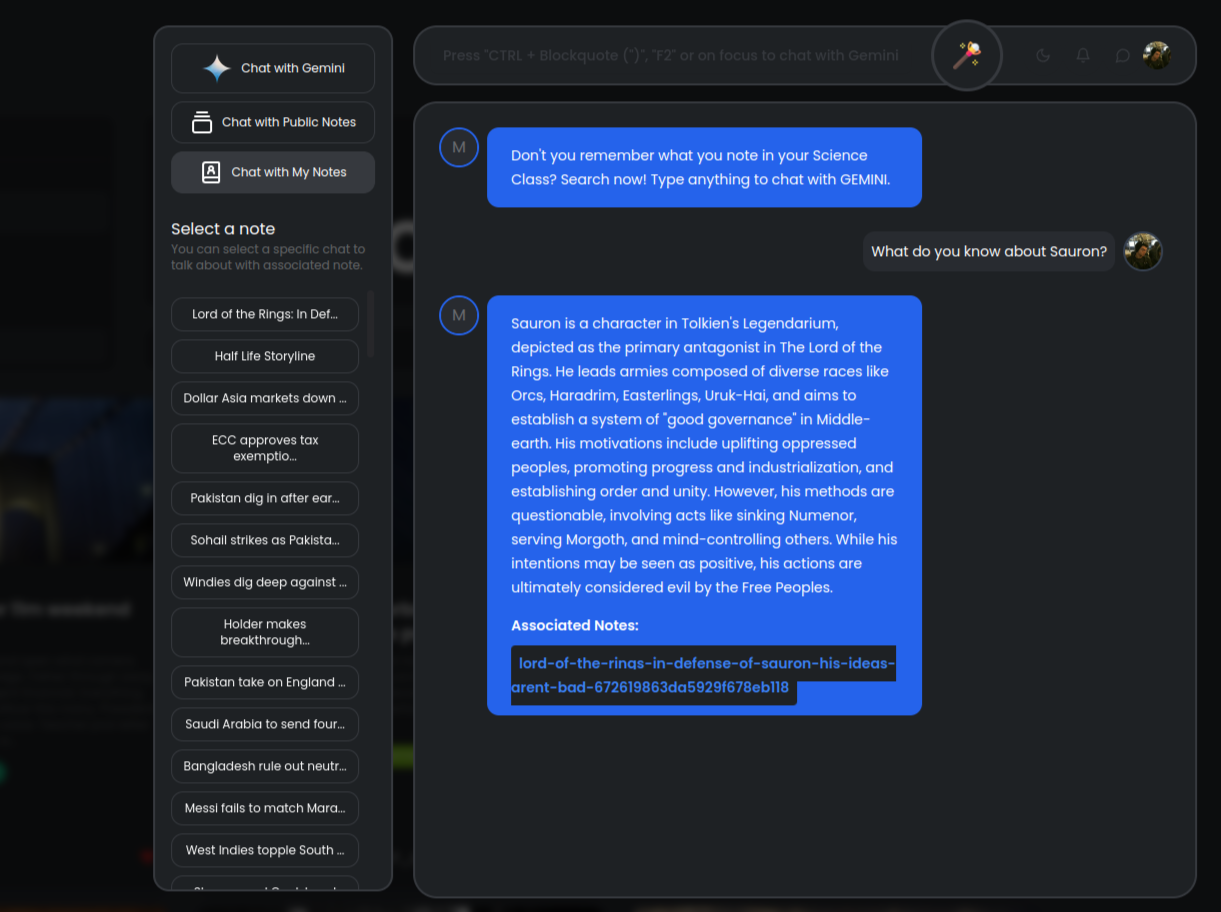 Chat with Gemini
Chat with Public Notes
Chat with My Notes
Select a note
You can select a specific chat to
talk about with associated note.
Lord of the Rings: In Def...
Half Life Storyline
Dollar Asia markets down ...
ECC approves tax
exemptio...
Pakistan dig in after ear...
Sohail strikes as Pakista...
Windies dig deep against ...
Holder makes
breakthrough...
Pakistan take on England ...
Saudi Arabia to send four...
Bangladesh rule out neutr...
Messi fails to match Mara...
West Indies topple South ...
Press "CTRL + Blockquote (")", "F2" or on focus to chat with Gemini
M
Don't you remember what you note in your Science
Class? Search now! Type anything to chat with GEMINI.
What do you know about Sauron?
M
Sauron is a character in Tolkien's Legendarium,
depicted as the primary antagonist in The Lord of the
Rings. He leads armies composed of diverse races like
Orcs, Haradrim, Easterlings, Uruk-Hai, and aims to
establish a system of "good governance" in Middle-
earth. His motivations include uplifting oppressed
peoples, promoting progress and industrialization, and
establishing order and unity. However, his methods are
questionable, involving acts like sinking Numenor,
serving Morgoth, and mind-controlling others. While his
intentions may be seen as positive, his actions are
ultimately considered evil by the Free Peoples.
Associated Notes:
lord-of-the-rings-in-defense-of-sauron-his-ideas-
arent-bad-672619863da5929f678eb118